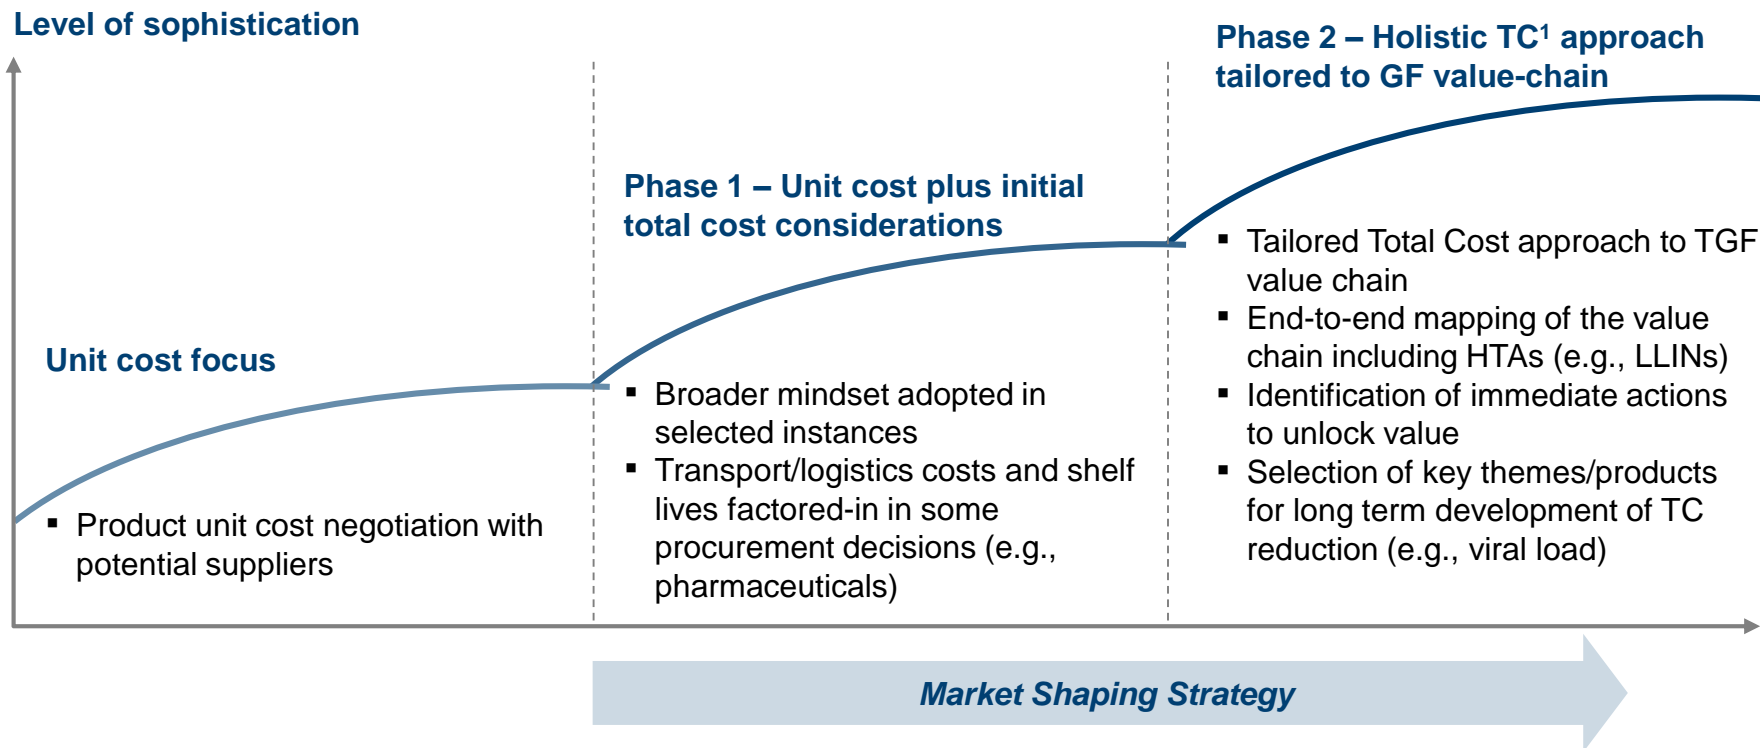 Level of sophistication
Phase 2 – Holistic TC¹ approach
tailored to GF value-chain
Phase 1 – Unit cost plus initial
total cost considerations
Unit cost focus
▪ Product unit cost negotiation with
potential suppliers
▪ Broader mindset adopted in
selected instances
▪ Transport/logistics costs and shelf
lives factored-in in some
procurement decisions (e.g.,
pharmaceuticals)
▪ Tailored Total Cost approach to TGF
value chain
▪ End-to-end mapping of the value
chain including HTAs (e.g., LLINs)
▪ Identification of immediate actions
to unlock value
▪ Selection of key themes/products
for long term development of TC
reduction (e.g., viral load)
Market Shaping Strategy